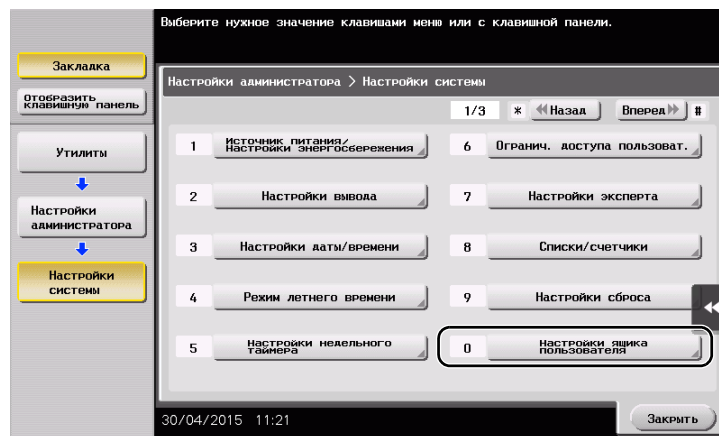 Выберите нужное значение клавишами меню или с клавишной панели.
Закладка
Отобразить
клавишную панель
Утилиты
Настройки
администратора
Настройки
системы
Настройки администратора > Настройки системы
1/3 * Назад Вперед #
1 Источник питания/
Настройки энергосбережения
6 Огранич. доступа пользоват.
2 Настройки вывода
7 Настройки эксперта
3 Настройки даты/времени
8 Списки/счетчики
4 Режим летнего времени
9 Настройки сброса
5 Настройки недельного
таймера
0 Настройки ящика
пользователя
30/04/2015 11:21
Закрыть